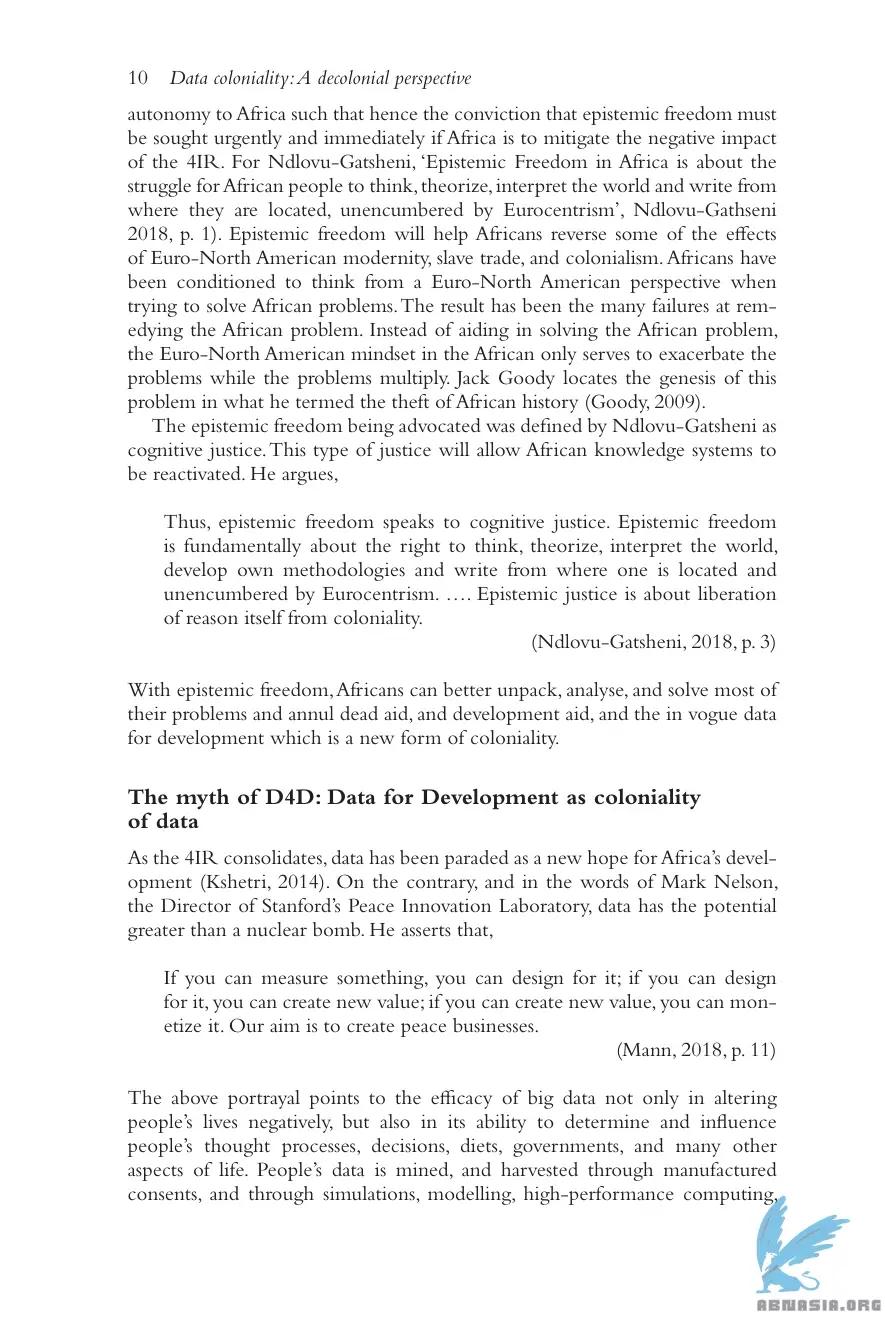 10 Data coloniality: A decolonial perspective
autonomy to Africa such that hence the conviction that epistemic freedom must
be sought urgently and immediately if Africa is to mitigate the negative impact
of the 4IR. For Ndlovu-Gatsheni, ‘Epistemic Freedom in Africa is about the
struggle for African people to think, theorize, interpret the world and write from
where they are located, unencumbered by Eurocentrism’, Ndlovu-Gathseni
2018, p. 1). Epistemic freedom will help Africans reverse some of the effects
of Euro-North American modernity, slave trade, and colonialism. Africans have
been conditioned to think from a Euro-North American perspective when
trying to solve African problems. The result has been the many failures at rem-
edying the African problem. Instead of aiding in solving the African problem,
the Euro-North American mindset in the African only serves to exacerbate the
problems while the problems multiply. Jack Goody locates the genesis of this
problem in what he termed the theft of African history (Goody, 2009).
The epistemic freedom being advocated was defined by Ndlovu-Gatsheni as
cognitive justice. This type of justice will allow African knowledge systems to
be reactivated. He argues,
Thus, epistemic freedom speaks to cognitive justice. Epistemic freedom
is fundamentally about the right to think, theorize, interpret the world,
develop own methodologies and write from where one is located and
unencumbered by Eurocentrism. …. Epistemic justice is about liberation
of reason itself from coloniality.
(Ndlovu-Gatsheni, 2018, p. 3)
With epistemic freedom, Africans can better unpack, analyse, and solve most of
their problems and annul dead aid, and development aid, and the in vogue data
for development which is a new form of coloniality.
The myth of D4D: Data for Development as coloniality
of data
As the 4IR consolidates, data has been paraded as a new hope for Africa’s devel-
opment (Kshetri, 2014). On the contrary, and in the words of Mark Nelson,
the Director of Stanford’s Peace Innovation Laboratory, data has the potential
greater than a nuclear bomb. He asserts that,
If you can measure something, you can design for it; if you can design
for it, you can create new value; if you can create new value, you can mon-
etize it. Our aim is to create peace businesses.
(Mann, 2018, p. 11)
The above portrayal points to the efficacy of big data not only in altering
people’s lives negatively, but also in its ability to determine and influence
people’s thought processes, decisions, diets, governments, and many other
aspects of life. People’s data is mined, and harvested through manufactured
consents, and through simulations, modelling, high-performance computing,
ABNASIA.ORG